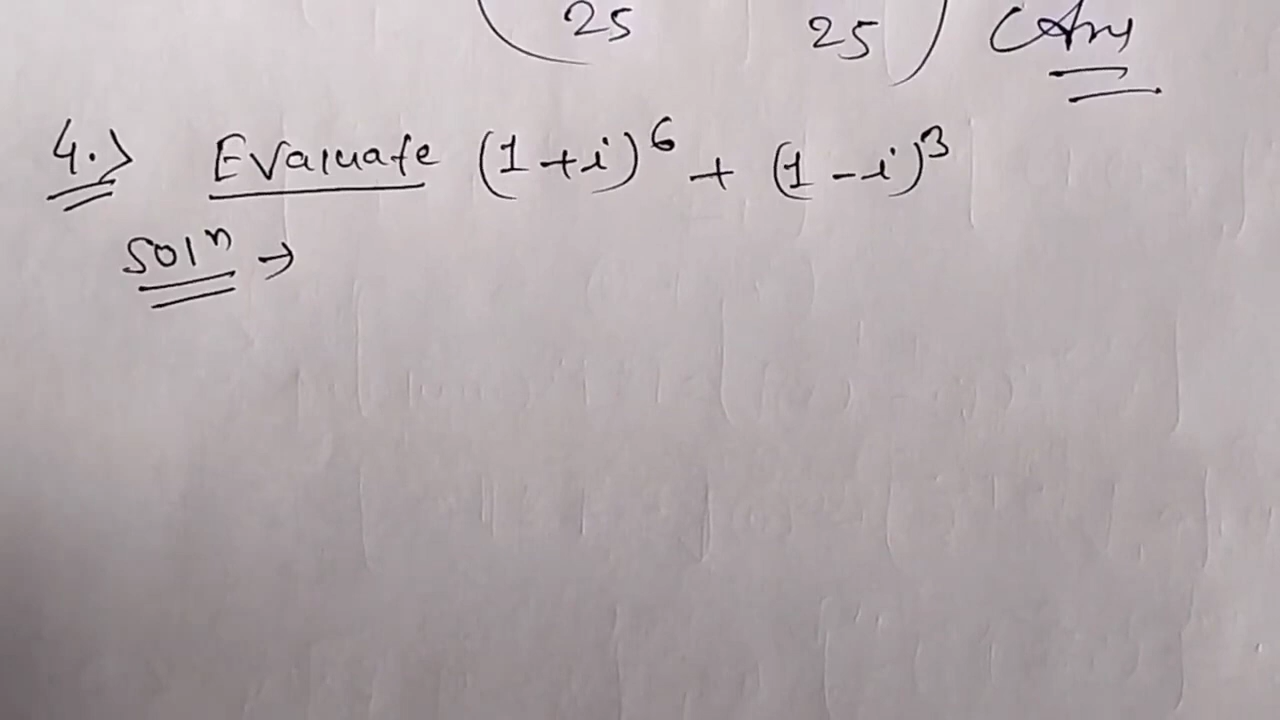 25 25 ) (Ans
4.> Evaluate (1+i)⁶ + (1-i)³
Solⁿ →